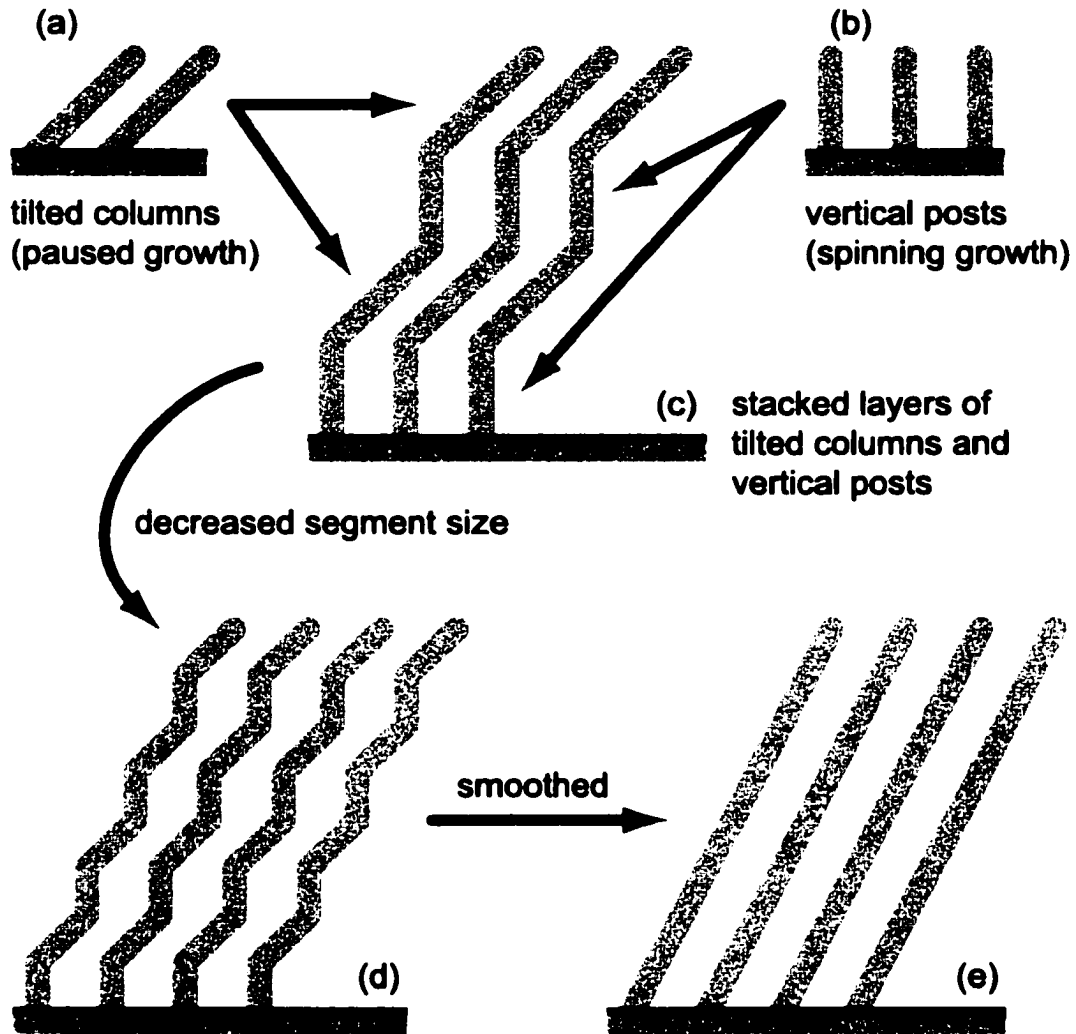 (a)
(b)
tilted columns
(paused growth)
vertical posts
(spinning growth)
(c) stacked layers of
tilted columns and
vertical posts
decreased segment size
smoothed
(d)
(e)